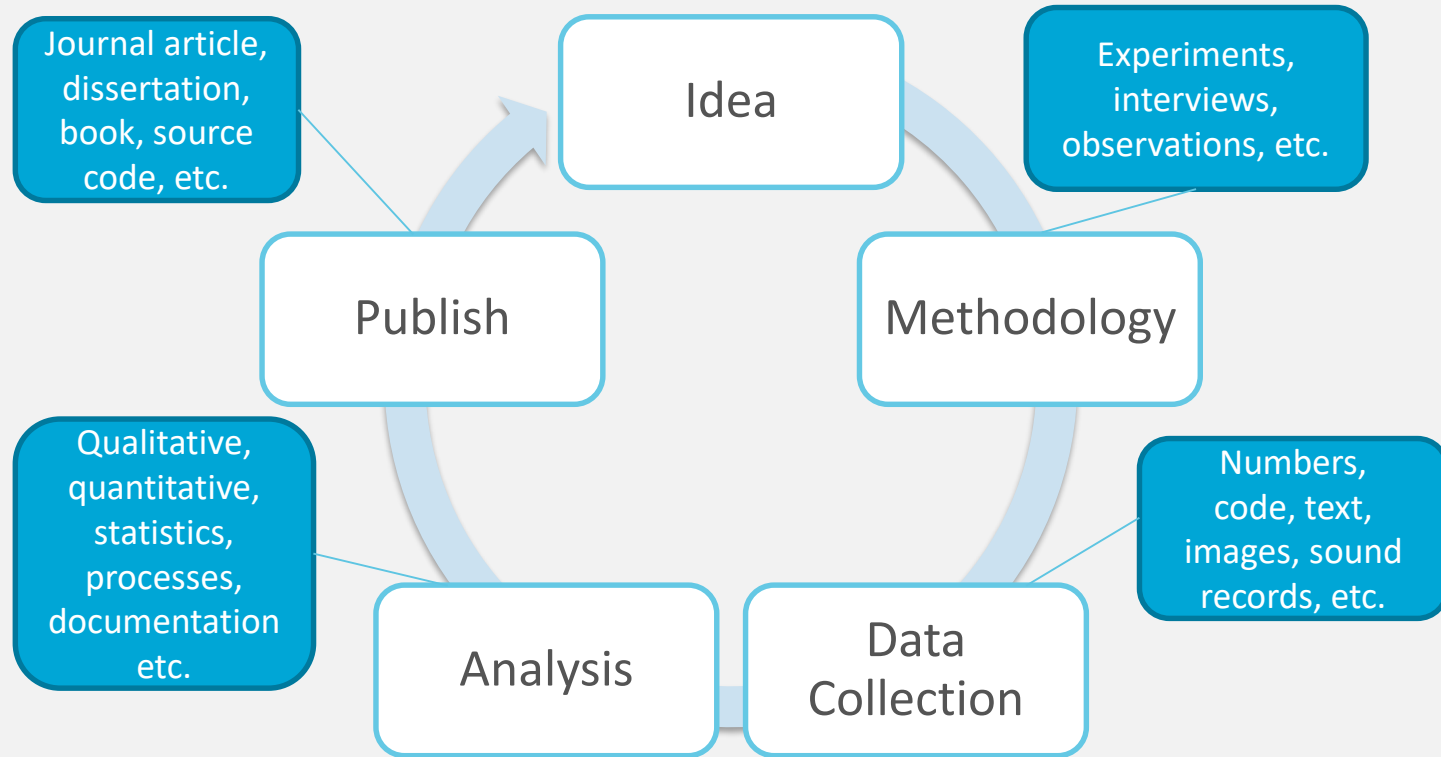 Journal article,
dissertation,
book, source
code, etc.
Idea
Experiments,
interviews,
observations, etc.
Publish
Methodology
Qualitative,
quantitative,
statistics,
processes,
documentation
etc.
Numbers,
code, text,
images, sound
records, etc.
Analysis
Data
Collection